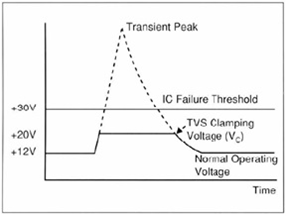 Transient Peak
+30V
IC Failure Threshold
+20V
TVS Clamping
Voltage (VC)
+12V
Normal Operating
Voltage
Time